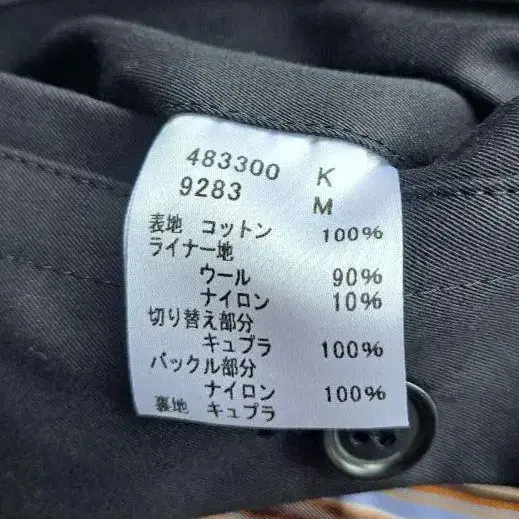 483300 K
9283 M
表地 コットン 100%
ライナー地
ウール 90%
ナイロン 10%
切り替え部分
キュプラ 100%
バックル部分
ナイロン 100%
裏地 キュプラ